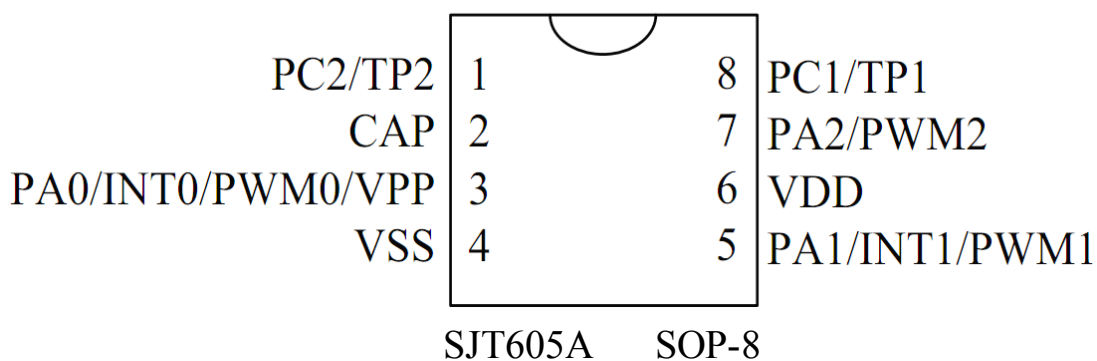 PC2/TP2 1 8 PC1/TP1
CAP 2 7 PA2/PWM2
PA0/INT0/PWM0/VPP 3 6 VDD
VSS 4 5 PA1/INT1/PWM1
SJT605A SOP-8